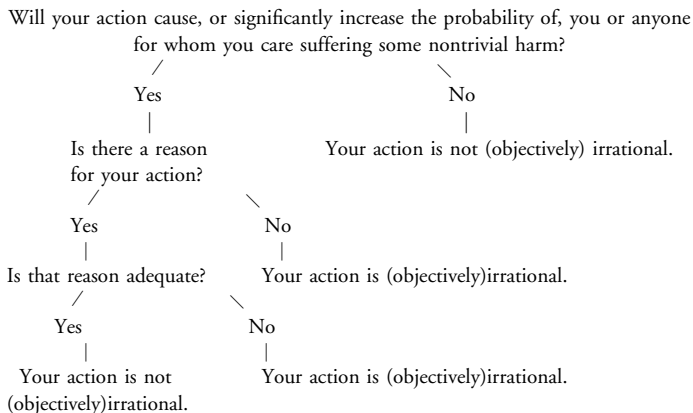 Will your action cause, or significantly increase the probability of, you or anyone
for whom you care suffering some nontrivial harm?
Yes
No
Is there a reason
for your action?
Your action is not (objectively) irrational.
Yes
No
Is that reason adequate?
Your action is (objectively)irrational.
Yes
No
Your action is not
(objectively)irrational.
Your action is (objectively)irrational.